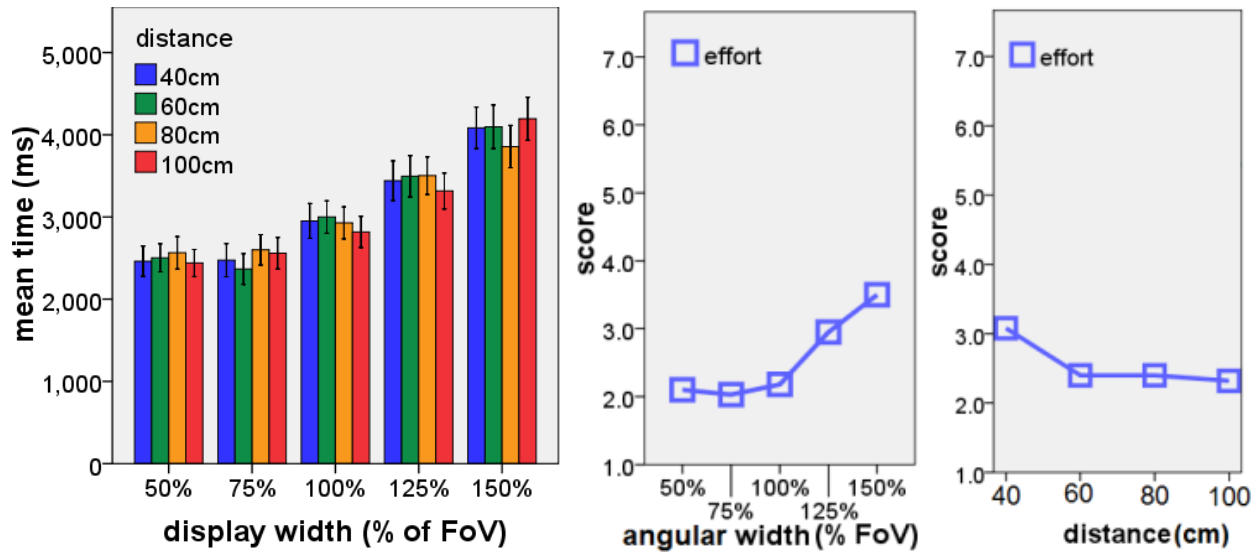 distance
40cm
60cm
80cm
100cm
5,000
4,000
3,000
2,000
1,000
0
mean time (ms)
50% 75% 100% 125% 150%
display width (% of FoV)
effort
7.0
6.0
5.0
4.0
3.0
2.0
1.0
score
50% 100% 150%
75% 125%
angular width (% FoV)
effort
7.0
6.0
5.0
4.0
3.0
2.0
1.0
score
40 60 80 100
distance (cm)